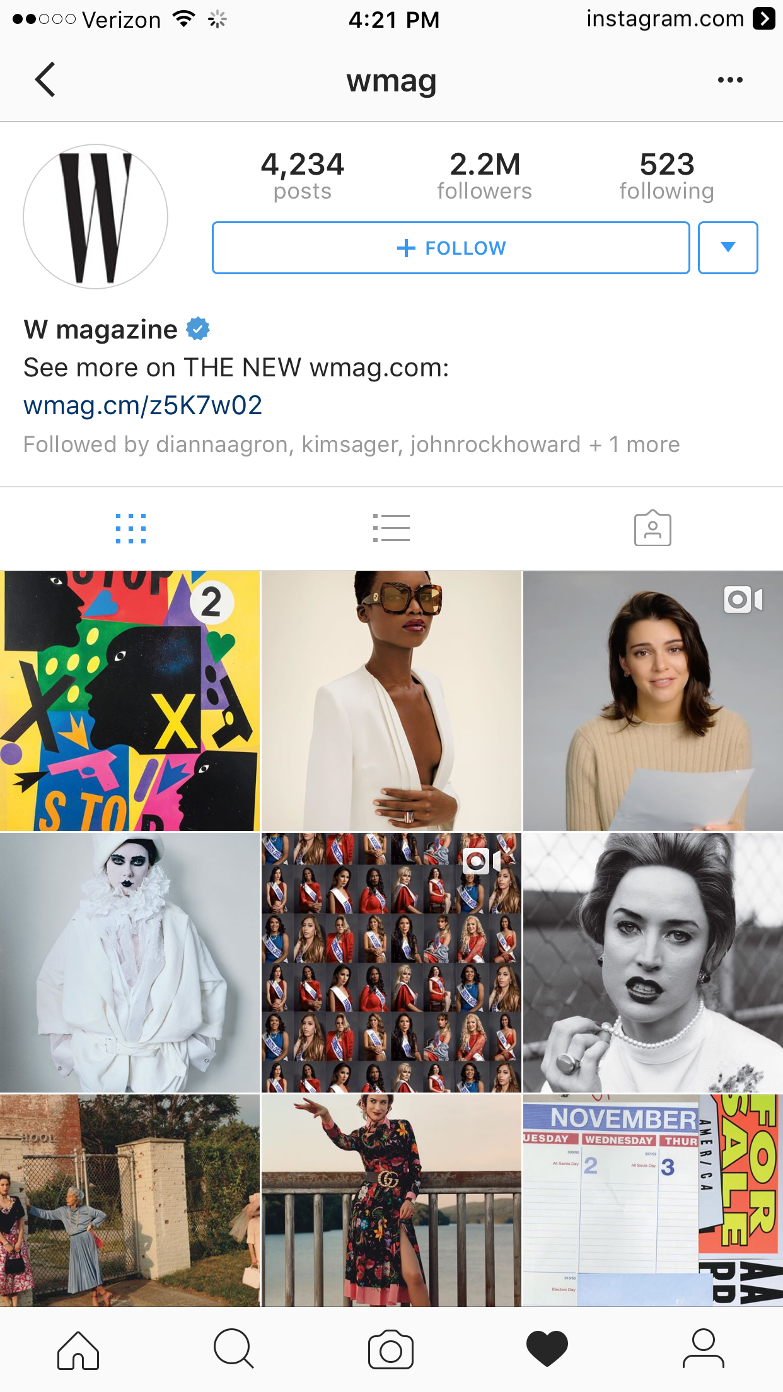 Verizon 4:21 PM instagram.com
wmag
W
4,234 2.2M 523
posts followers following
+ FOLLOW
W magazine
See more on THE NEW wmag.com:
wmag.cm/z5K7w02
Followed by diannaagron, kimsager, johnrockhoward + 1 more
STOP
2
X X
STOP
NOVEMBER
UESDAY WEDNESDAY THUR
2 3
AMERICA
FOR
SALE